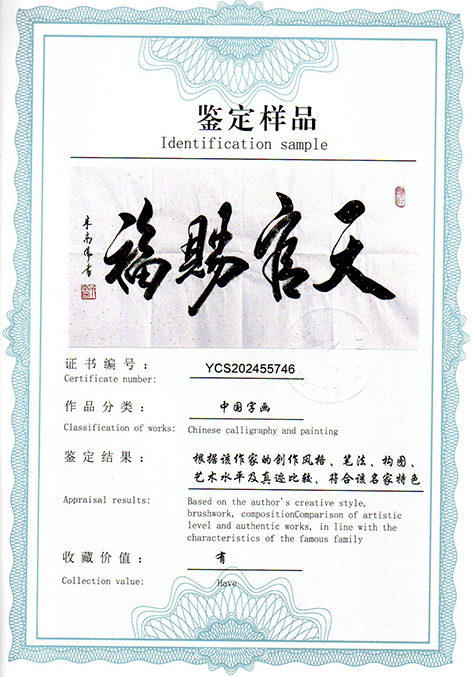 鉴定样品
Identification sample
天官賜福
证书编号：
YCS202455746
Certificate number:
作品分类：
中国字画
Classification of works:
Chinese calligraphy and painting
鉴定结果：
根据该作家的创作风格、笔法、构图、
艺术水平及真迹比较，符合该名家特色
Appraisal results:
Based on the author's creative style,
brushwork, compositionComparison of artistic
level and authentic works, in line with the
characteristics of the famous family
收藏价值：
有
Collection value:
Have